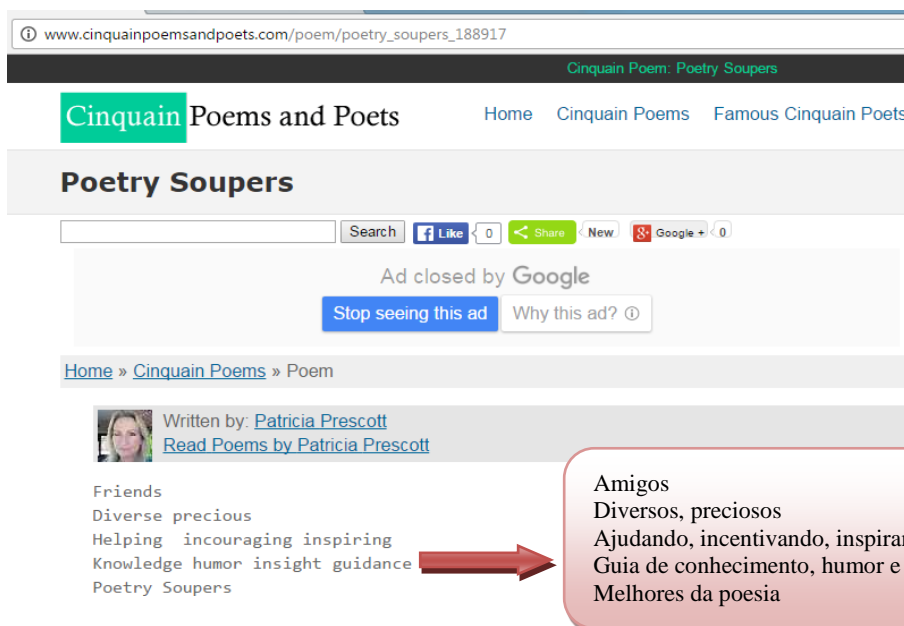 www.cinquainpoemsandpoets.com/poem/poetry_soupers_188917
Cinquain Poem: Poetry Soupers
Cinquain Poems and Poets
Home Cinquain Poems Famous Cinquain Poets
Poetry Soupers
Search Like 0 Share New Google + 0
Ad closed by Google
Stop seeing this ad Why this ad?
Home » Cinquain Poems » Poem
Written by: Patricia Prescott
Read Poems by Patricia Prescott
Friends
Diverse precious
Helping incouraging inspiring
Knowledge humor insight guidance
Poetry Soupers
Amigos
Diversos, preciosos
Ajudando, incentivando,
Guia de conhecimento, humor e
Melhores da poesia